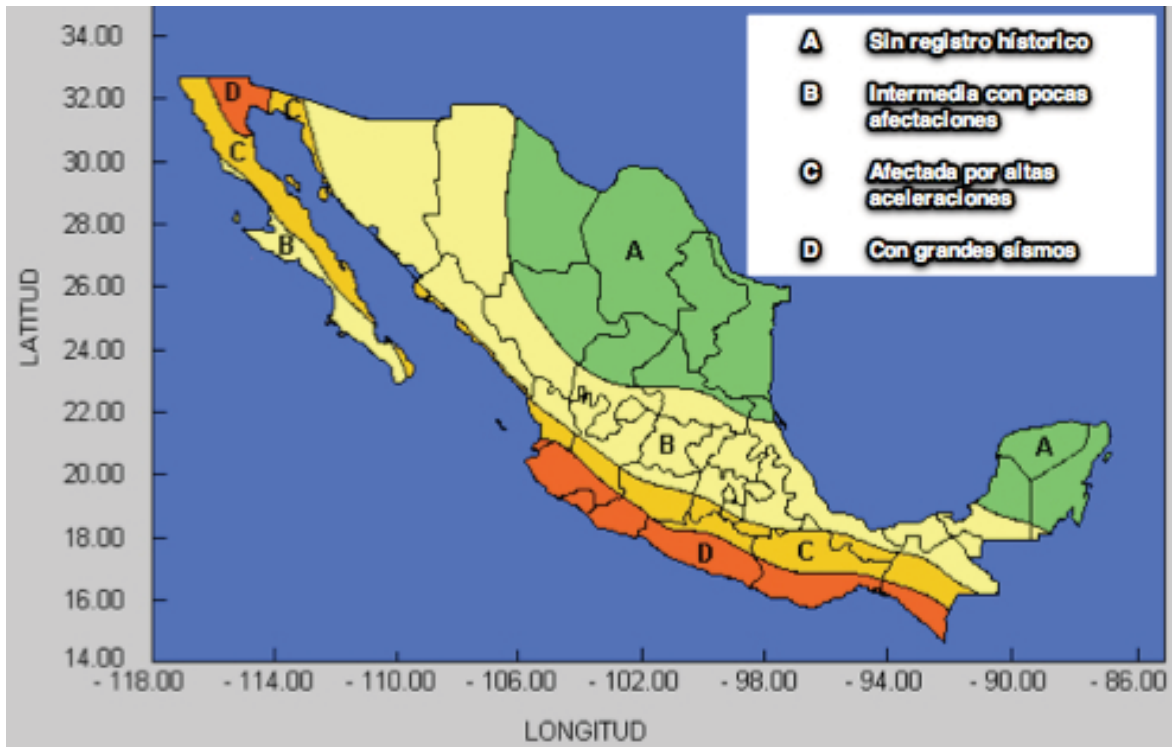 A Sin registro hístorico
B Intermedia con pocas
afectaciones
C Afectada por altas
aceleraciones
D Con grandes sísmos
LATITUD
34.00
32.00
30.00
28.00
26.00
24.00
22.00
20.00
18.00
16.00
14.00
D
C
C
B
A
B
A
C
D
- 118.00 - 114.00 - 110.00 - 106.00 - 102.00 - 98.00 - 94.00 - 90.00 - 86.00
LONGITUD